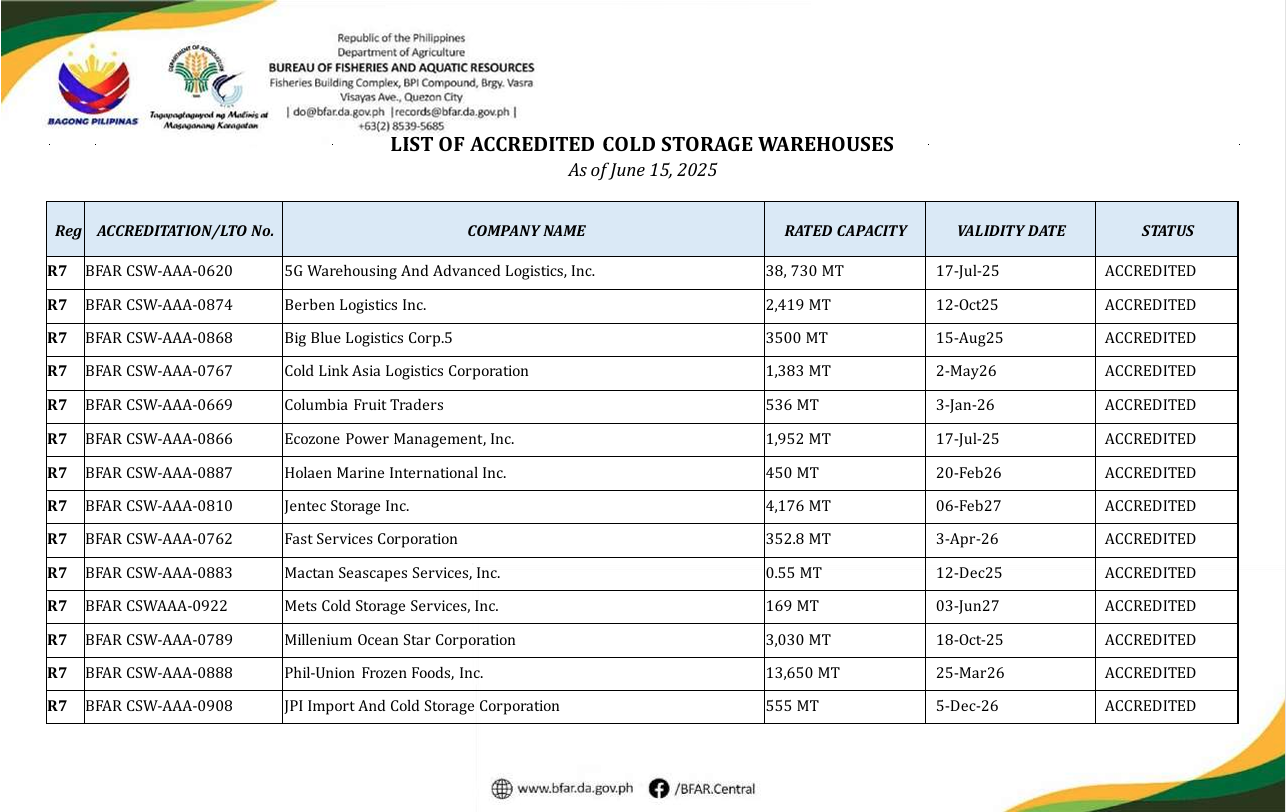 Republic of the Philippines
Department of Agriculture
BUREAU OF FISHERIES AND AQUATIC RESOURCES
Fisheries Building Complex, BPI Compound, Brgy. Vasra
Visayas Ave., Quezon City
| do@bfar.da.gov.ph |records@bfar.da.gov.ph |
+63(2) 8539-5685
BAGONG PILIPINAS
DEPARTMENT OF AGRICULTURE
Tagapagtaguyod ng Malinis at
Masaganang Karagatan
LIST OF ACCREDITED COLD STORAGE WAREHOUSES
As of June 15, 2025
Reg ACCREDITATION/LTO No. COMPANY NAME RATED CAPACITY VALIDITY DATE STATUS
R7 BFAR CSW-AAA-0620 5G Warehousing And Advanced Logistics, Inc. 38, 730 MT 17-Jul-25 ACCREDITED
R7 BFAR CSW-AAA-0874 Berben Logistics Inc. 2,419 MT 12-Oct25 ACCREDITED
R7 BFAR CSW-AAA-0868 Big Blue Logistics Corp.5 3500 MT 15-Aug25 ACCREDITED
R7 BFAR CSW-AAA-0767 Cold Link Asia Logistics Corporation 1,383 MT 2-May26 ACCREDITED
R7 BFAR CSW-AAA-0669 Columbia Fruit Traders 536 MT 3-Jan-26 ACCREDITED
R7 BFAR CSW-AAA-0866 Ecozone Power Management, Inc. 1,952 MT 17-Jul-25 ACCREDITED
R7 BFAR CSW-AAA-0887 Holaen Marine International Inc. 450 MT 20-Feb26 ACCREDITED
R7 BFAR CSW-AAA-0810 Jentec Storage Inc. 4,176 MT 06-Feb27 ACCREDITED
R7 BFAR CSW-AAA-0762 Fast Services Corporation 352.8 MT 3-Apr-26 ACCREDITED
R7 BFAR CSW-AAA-0883 Mactan Seascapes Services, Inc. 0.55 MT 12-Dec25 ACCREDITED
R7 BFAR CSWAAA-0922 Mets Cold Storage Services, Inc. 169 MT 03-Jun27 ACCREDITED
R7 BFAR CSW-AAA-0789 Millenium Ocean Star Corporation 3,030 MT 18-Oct-25 ACCREDITED
R7 BFAR CSW-AAA-0888 Phil-Union Frozen Foods, Inc. 13,650 MT 25-Mar26 ACCREDITED
R7 BFAR CSW-AAA-0908 JPI Import And Cold Storage Corporation 555 MT 5-Dec-26 ACCREDITED
www.bfar.da.gov.ph /BFAR.Central